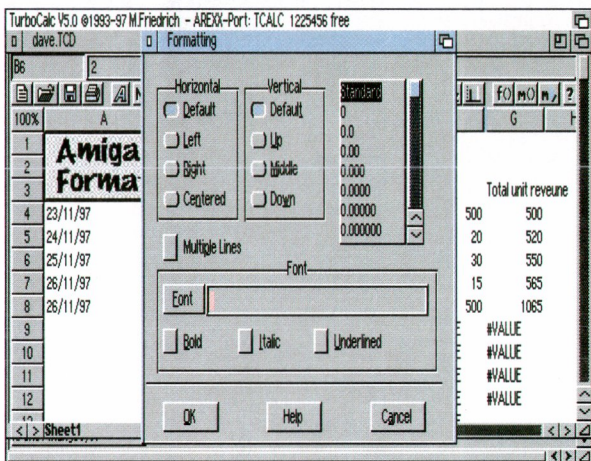 TurboCalc V5.0 ©1993-97 M.Friedrich - AREXX-Port: TCALC 1225456 free
dave.TCD
Formatting
B6 2
100% A G
Horizontal
Default
Left
Right
Centered
Vertical
Default
Up
Middle
Down
Standard
0
0.0
0.00
0.000
0.0000
0.00000
0.000000
Multiple Lines
Font
Font
Bold Italic Underlined
OK Help Cancel
1
2
3
4
5
6
7
8
9
10
11
12
Amiga
Forma
23/11/97
24/11/97
25/11/97
26/11/97
26/11/97
Total unit reveune
500 500
20 520
30 550
15 565
500 1065
#VALUE
#VALUE
#VALUE
#VALUE
Sheet1